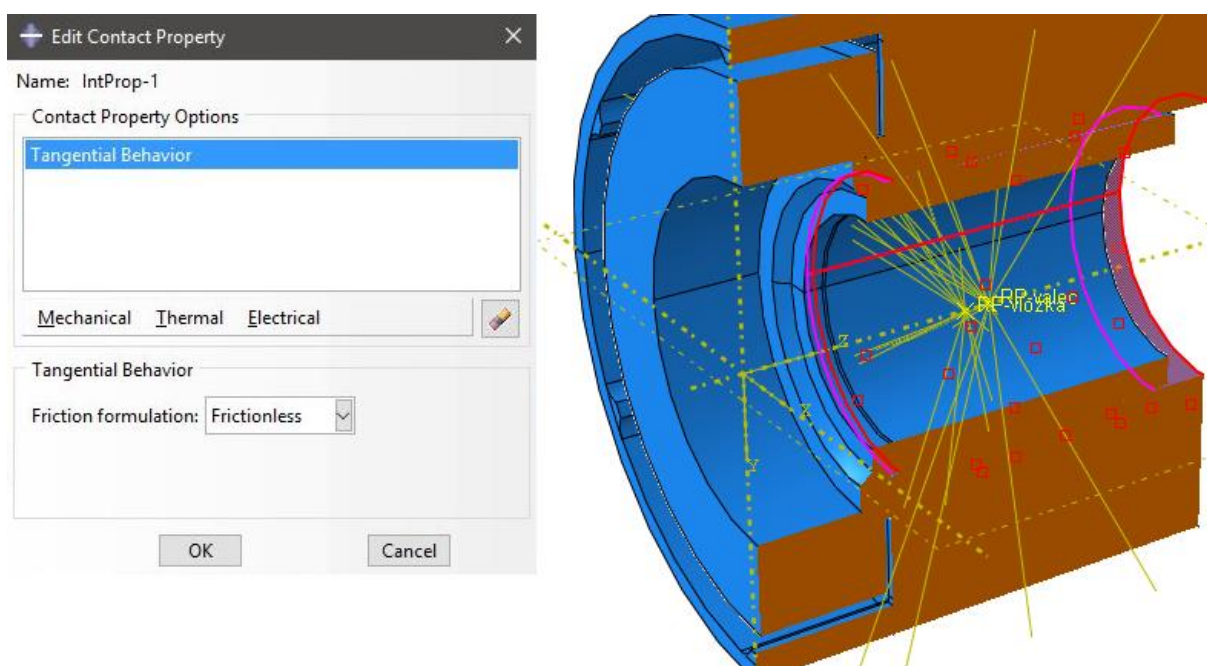 Edit Contact Property
Name: IntProp-1
Contact Property Options
Tangential Behavior
Mechanical Thermal Electrical
Tangential Behavior
Friction formulation: Frictionless
OK Cancel
RP-valec
RP-vlozka
Z
X
Y